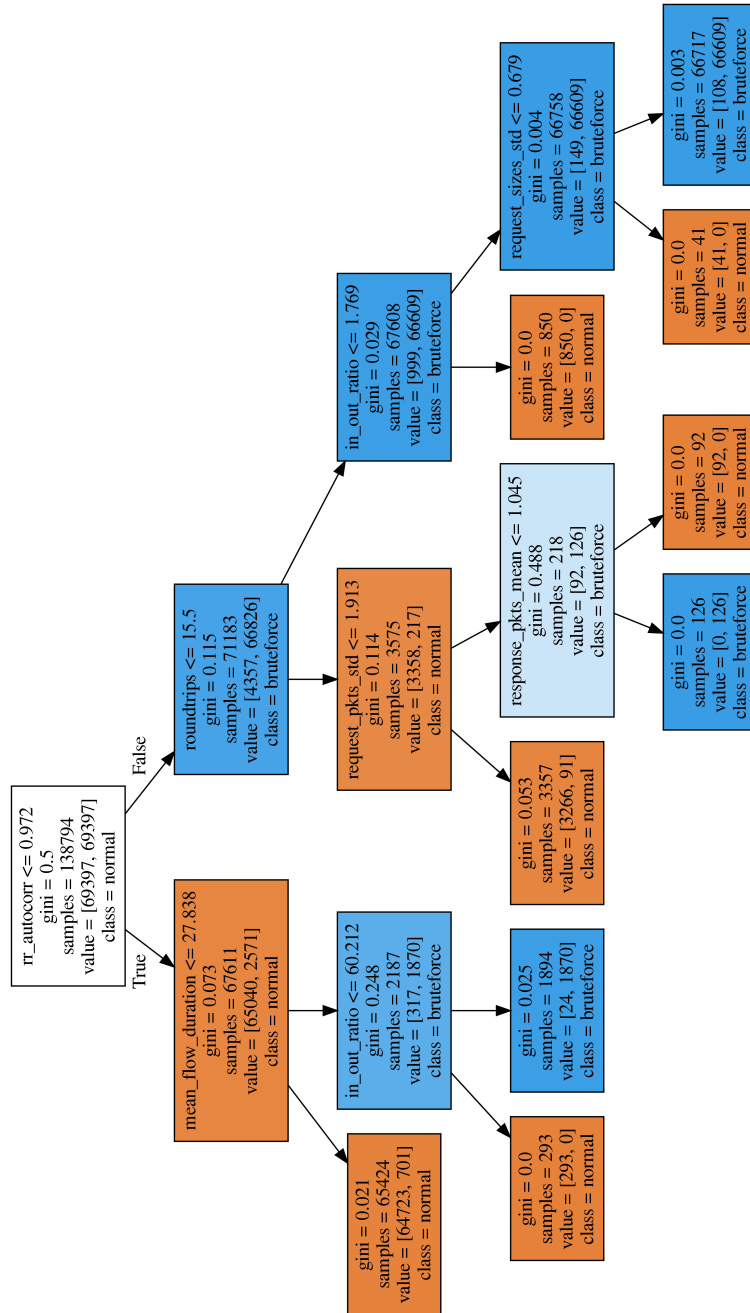 rr_autocorr <= 0.972
gini = 0.5
samples = 138794
value = [69397, 69397]
class = normal
True
False
mean_flow_duration <= 27.838
gini = 0.073
samples = 67611
value = [65040, 2571]
class = normal
roundtrips <= 15.5
gini = 0.115
samples = 71183
value = [4357, 66826]
class = bruteforce
gini = 0.021
samples = 65424
value = [64723, 701]
class = normal
in_out_ratio <= 60.212
gini = 0.248
samples = 2187
value = [317, 1870]
class = bruteforce
request_pkts_std <= 1.913
gini = 0.114
samples = 3575
value = [3358, 217]
class = normal
in_out_ratio <= 1.769
gini = 0.029
samples = 67608
value = [999, 66609]
class = bruteforce
gini = 0.0
samples = 293
value = [293, 0]
class = normal
gini = 0.025
samples = 1894
value = [24, 1870]
class = bruteforce
gini = 0.053
samples = 3357
value = [3266, 91]
class = normal
response_pkts_mean <= 1.045
gini = 0.488
samples = 218
value = [92, 126]
class = bruteforce
gini = 0.0
samples = 850
value = [850, 0]
class = normal
request_sizes_std <= 0.679
gini = 0.004
samples = 66758
value = [149, 66609]
class = bruteforce
gini = 0.0
samples = 126
value = [0, 126]
class = bruteforce
gini = 0.0
samples = 92
value = [92, 0]
class = normal
gini = 0.0
samples = 41
value = [41, 0]
class = normal
gini = 0.003
samples = 66717
value = [108, 66609]
class = bruteforce